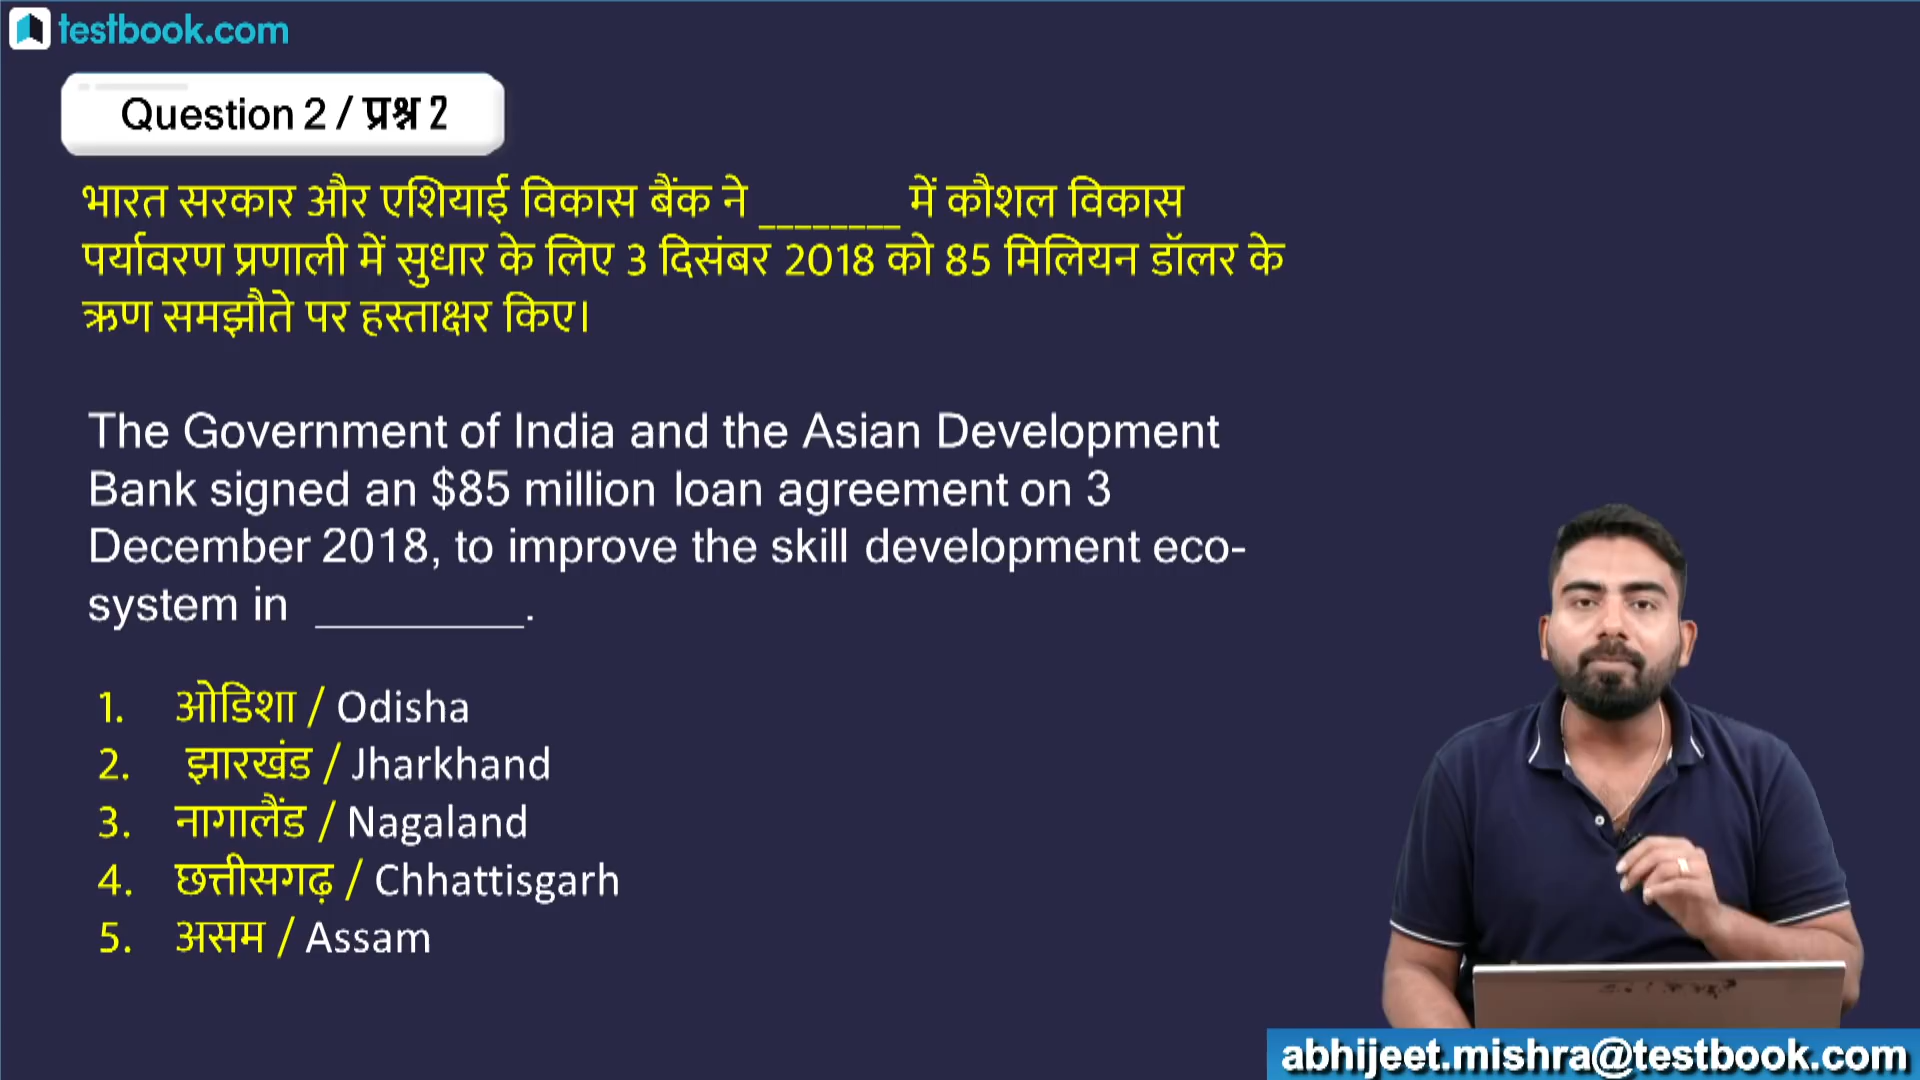 testbook.com
Question 2 / प्रश्न 2
भारत सरकार और एशियाई विकास बैंक ने ________ में कौशल विकास
पर्यावरण प्रणाली में सुधार के लिए 3 दिसंबर 2018 को 85 मिलियन डॉलर के
ऋण समझौते पर हस्ताक्षर किए।
The Government of India and the Asian Development
Bank signed an $85 million loan agreement on 3
December 2018, to improve the skill development eco-
system in _________.
1. ओडिशा / Odisha
2. झारखंड / Jharkhand
3. नागालैंड / Nagaland
4. छत्तीसगढ़ / Chhattisgarh
5. असम / Assam
abhijeet.mishra@testbook.com